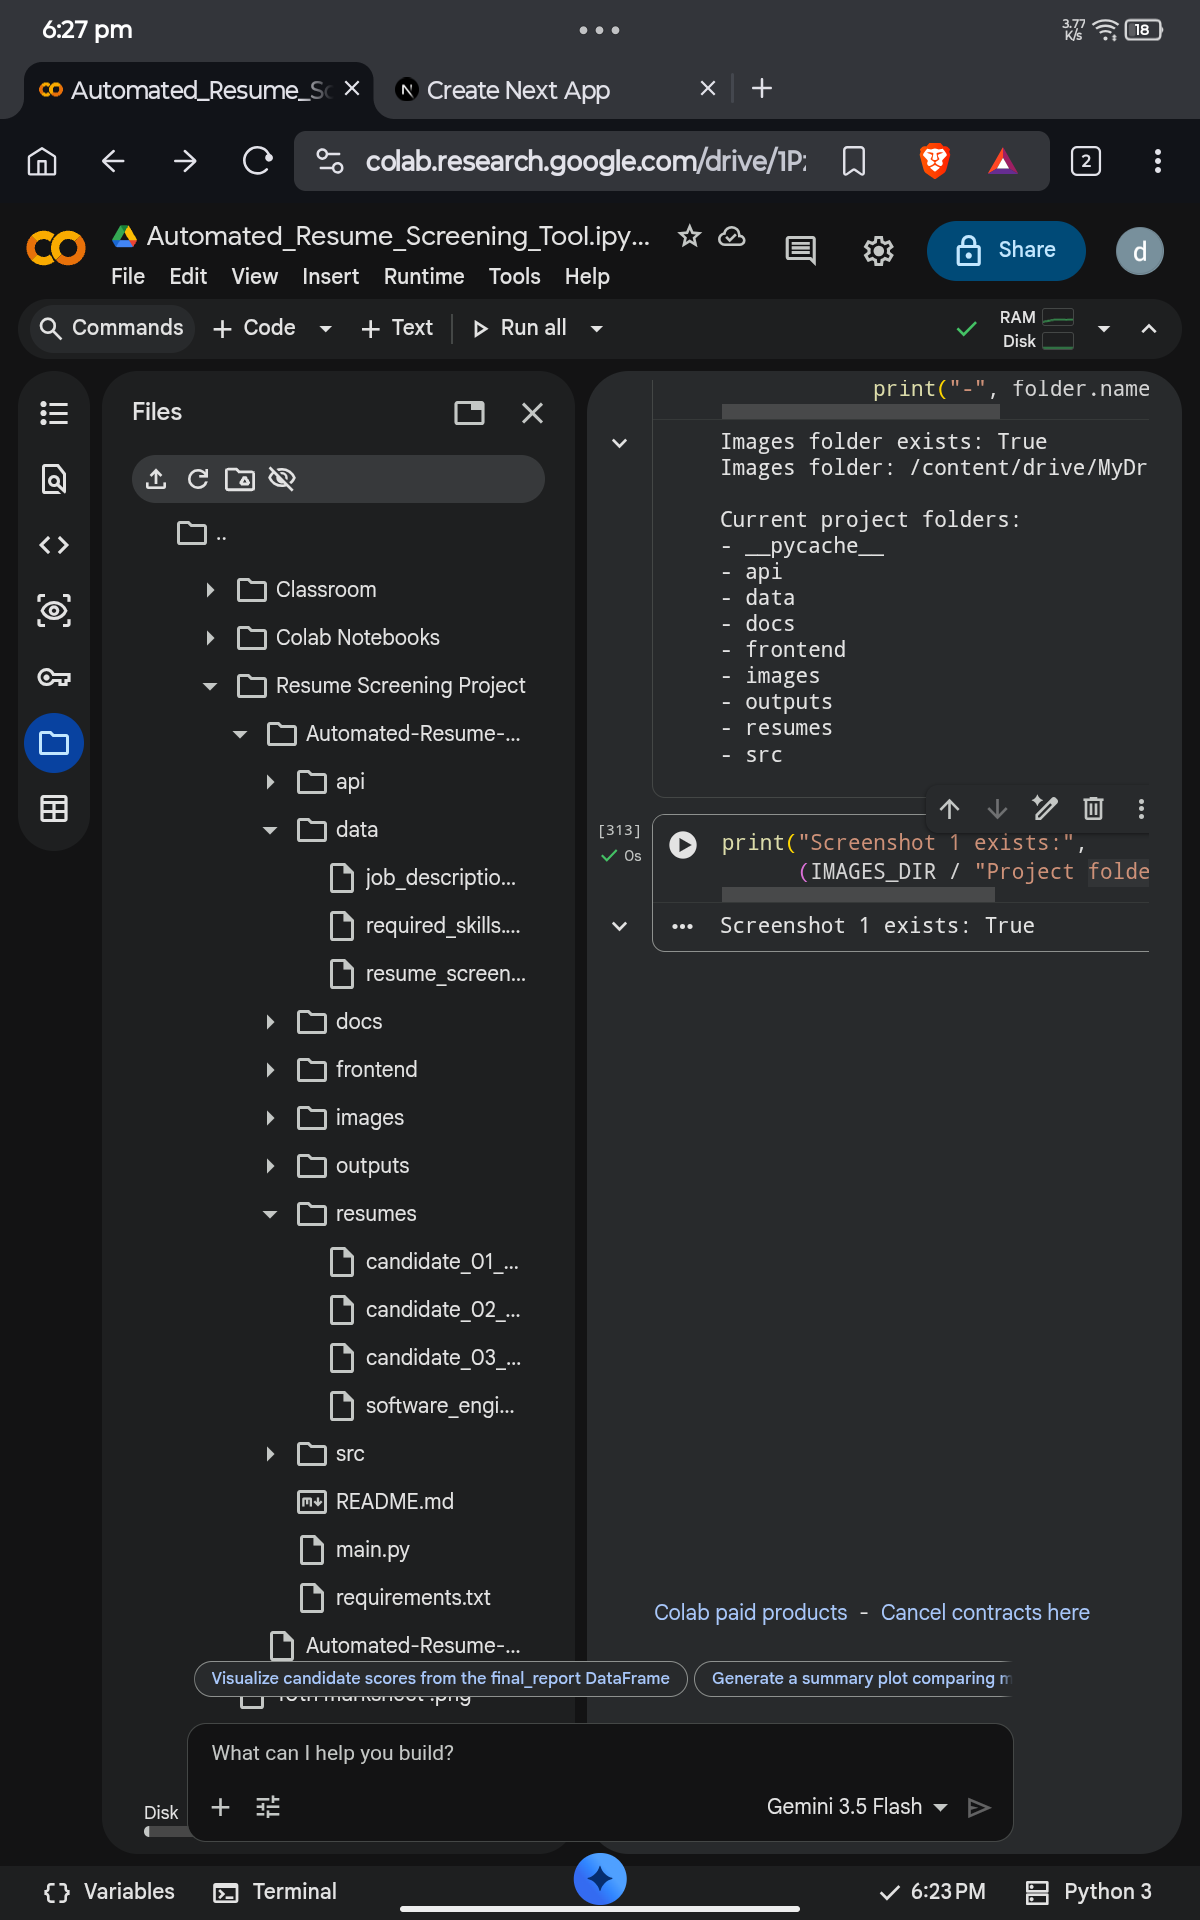 6:27 pm
3.77
K/s
18
Automated_Resume_Sc
Create Next App
colab.research.google.com/drive/1P
2
Automated_Resume_Screening_Tool.ipy...
Share
d
File Edit View Insert Runtime Tools Help
Commands + Code + Text Run all
RAM
Disk
Files
..
Classroom
Colab Notebooks
Resume Screening Project
Automated-Resume-...
api
data
job_descriptio...
required_skills....
resume_screen...
docs
frontend
images
outputs
resumes
candidate_01_...
candidate_02_...
candidate_03_...
software_engi...
src
README.md
main.py
requirements.txt
Automated-Resume-...
print("-", folder.name
Images folder exists: True
Images folder: /content/drive/MyDr
Current project folders:
- __pycache__
- api
- data
- docs
- frontend
- images
- outputs
- resumes
- src
[313]
0s
print("Screenshot 1 exists:",
(IMAGES_DIR / "Project folde
Screenshot 1 exists: True
Colab paid products - Cancel contracts here
Visualize candidate scores from the final_report DataFrame
Generate a summary plot comparing m
What can I help you build?
Gemini 3.5 Flash
Disk
Variables
Terminal
6:23 PM
Python 3